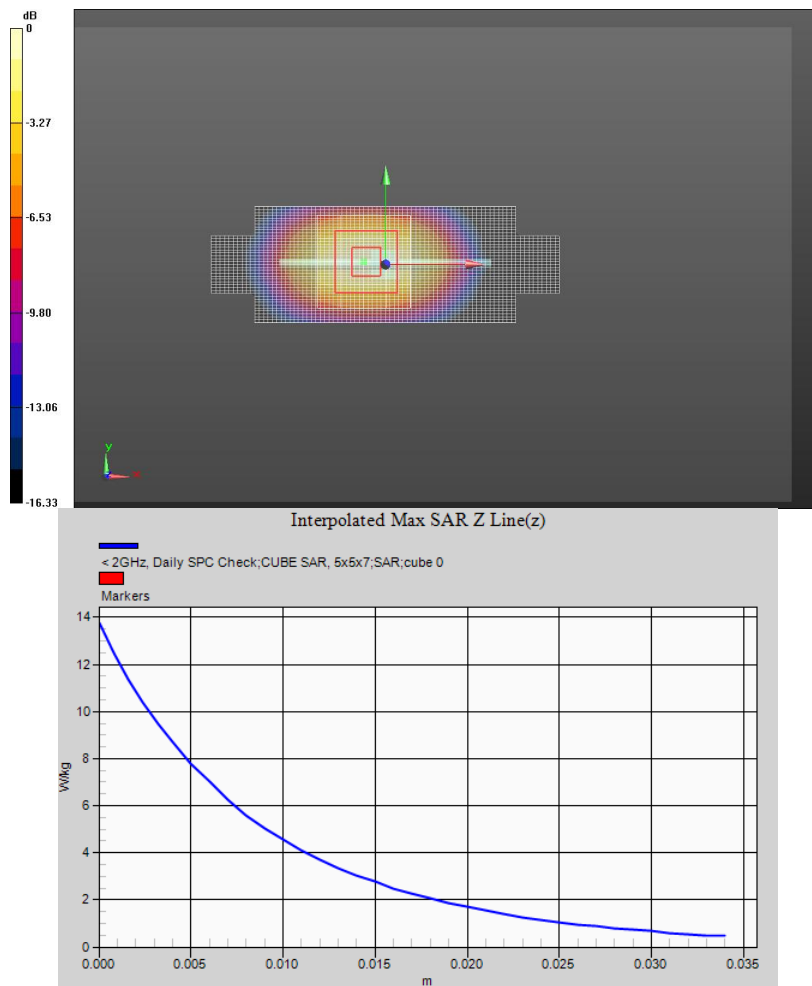 dB
0
-3.27
-6.53
-9.80
-13.06
-16.33
y
Interpolated Max SAR Z Line(z)
< 2GHz, Daily SPC Check;CUBE SAR, 5x5x7;SAR;cube 0
Markers
14
12
10
8
6
4
2
0
W/kg
0.000 0.005 0.010 0.015 0.020 0.025 0.030 0.035
m